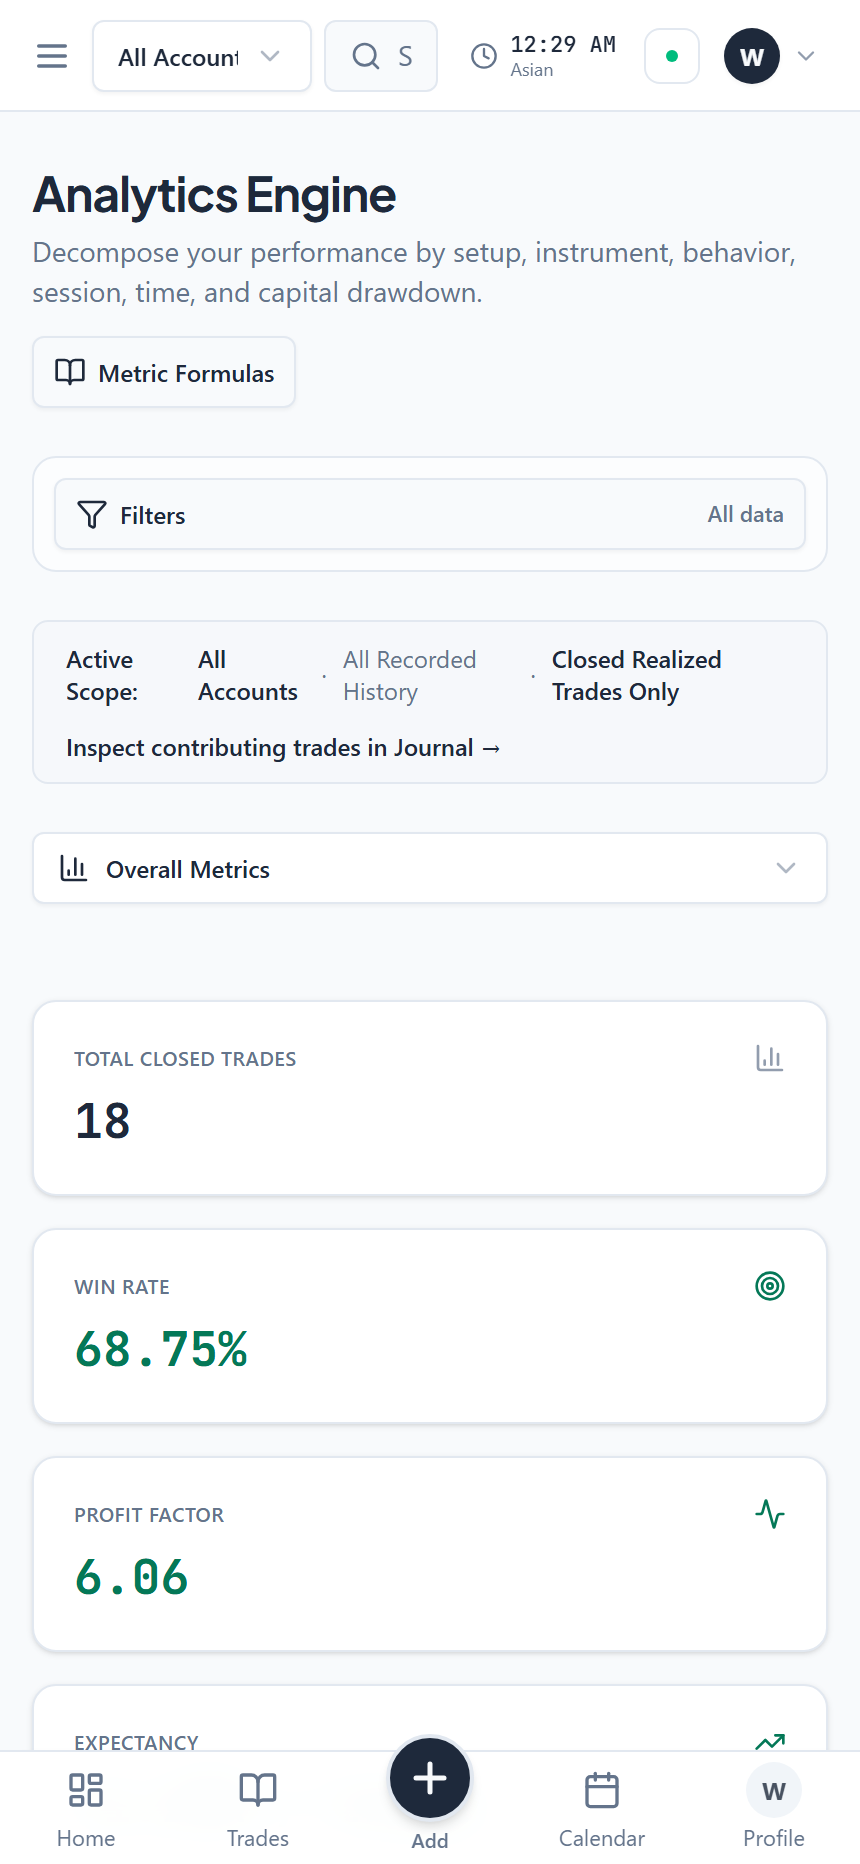 All Account
S
12:29 AM
Asian
W
Analytics Engine
Decompose your performance by setup, instrument, behavior,
session, time, and capital drawdown.
Metric Formulas
Filters
All data
Active Scope:
All Accounts
·
All Recorded History
·
Closed Realized Trades Only
Inspect contributing trades in Journal →
Overall Metrics
TOTAL CLOSED TRADES
18
WIN RATE
68.75%
PROFIT FACTOR
6.06
EXPECTANCY
Home
Trades
Add
Calendar
W
Profile